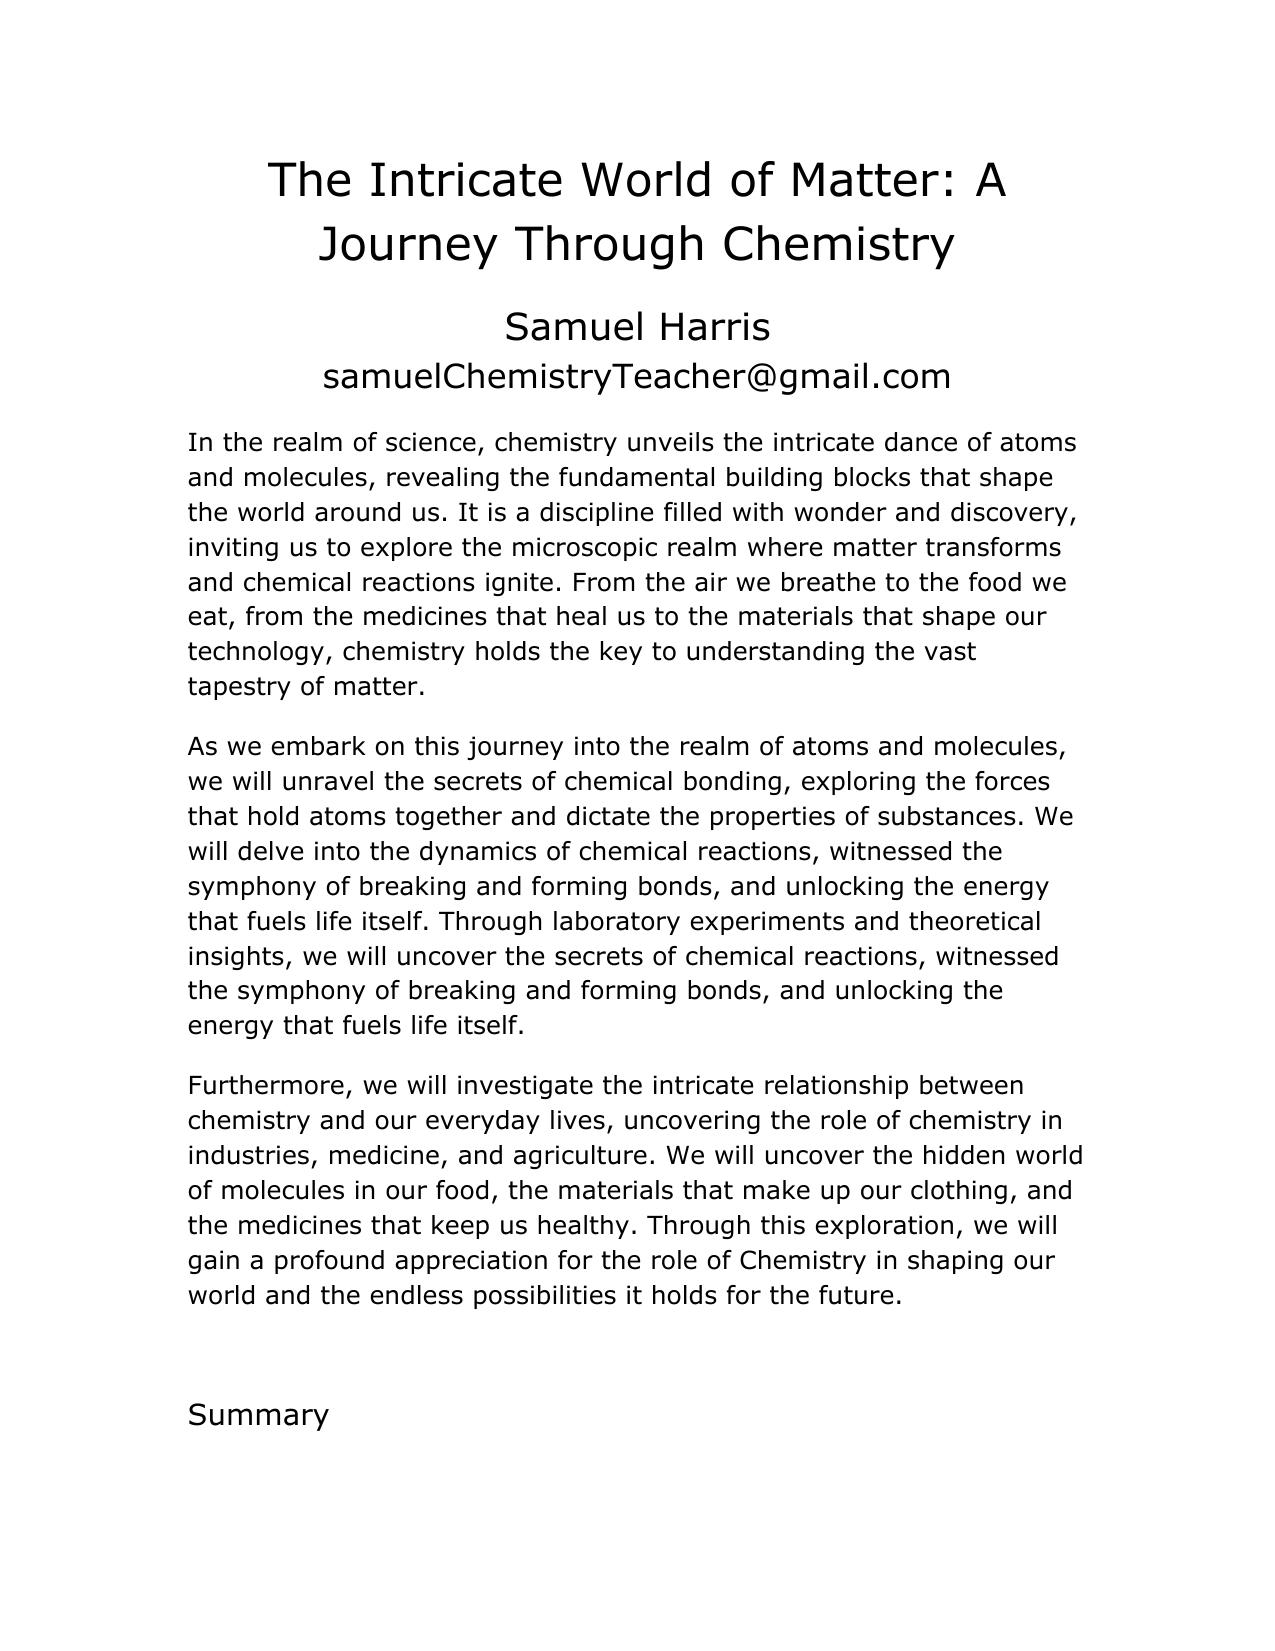 The Intricate World of Matter: A
Journey Through Chemistry
Samuel Harris
samuelChemistryTeacher@gmail.com
In the realm of science, chemistry unveils the intricate dance of atoms
and molecules, revealing the fundamental building blocks that shape
the world around us. It is a discipline filled with wonder and discovery,
inviting us to explore the microscopic realm where matter transforms
and chemical reactions ignite. From the air we breathe to the food we
eat, from the medicines that heal us to the materials that shape our
technology, chemistry holds the key to understanding the vast
tapestry of matter.
As we embark on this journey into the realm of atoms and molecules,
we will unravel the secrets of chemical bonding, exploring the forces
that hold atoms together and dictate the properties of substances. We
will delve into the dynamics of chemical reactions, witnessed the
symphony of breaking and forming bonds, and unlocking the energy
that fuels life itself. Through laboratory experiments and theoretical
insights, we will uncover the secrets of chemical reactions, witnessed
the symphony of breaking and forming bonds, and unlocking the
energy that fuels life itself.
Furthermore, we will investigate the intricate relationship between
chemistry and our everyday lives, uncovering the role of chemistry in
industries, medicine, and agriculture. We will uncover the hidden world
of molecules in our food, the materials that make up our clothing, and
the medicines that keep us healthy. Through this exploration, we will
gain a profound appreciation for the role of Chemistry in shaping our
world and the endless possibilities it holds for the future.
Summary